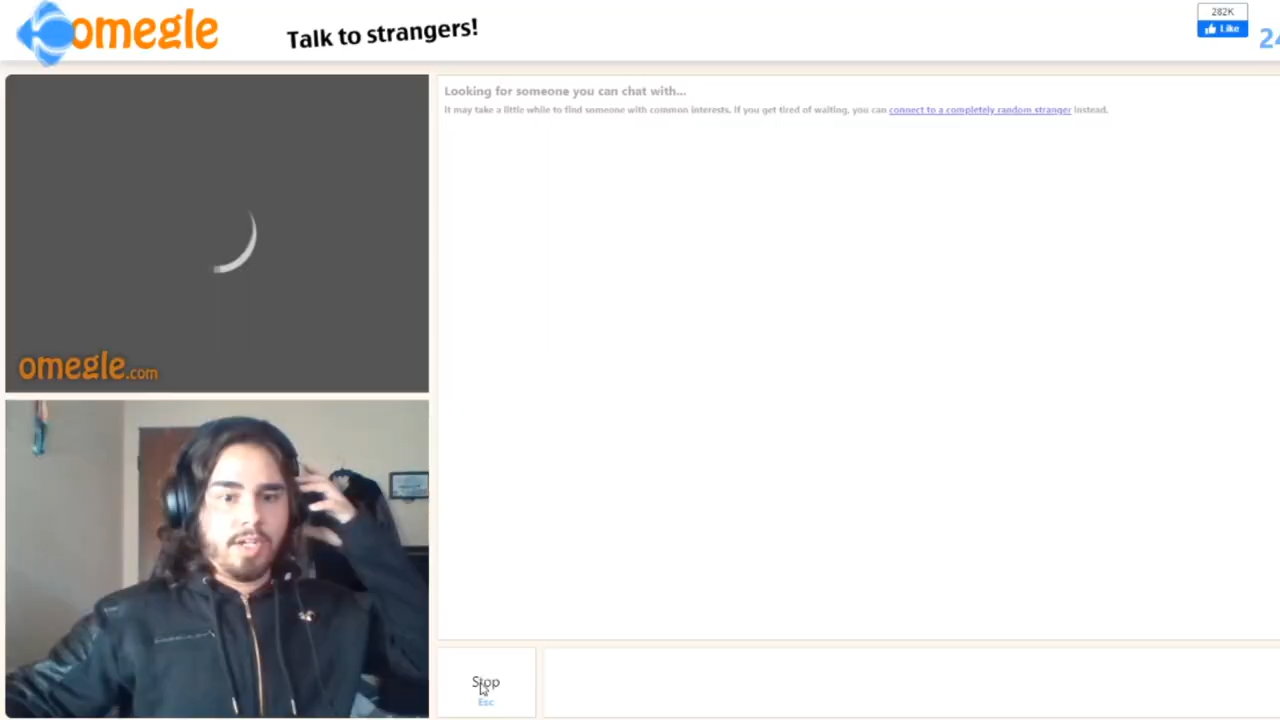 omegle
Talk to strangers!
282K
Like
24
Looking for someone you can chat with...
It may take a little while to find someone with common interests. If you get tired of waiting, you can connect to a completely random stranger instead.
omegle.com
Stop
Esc